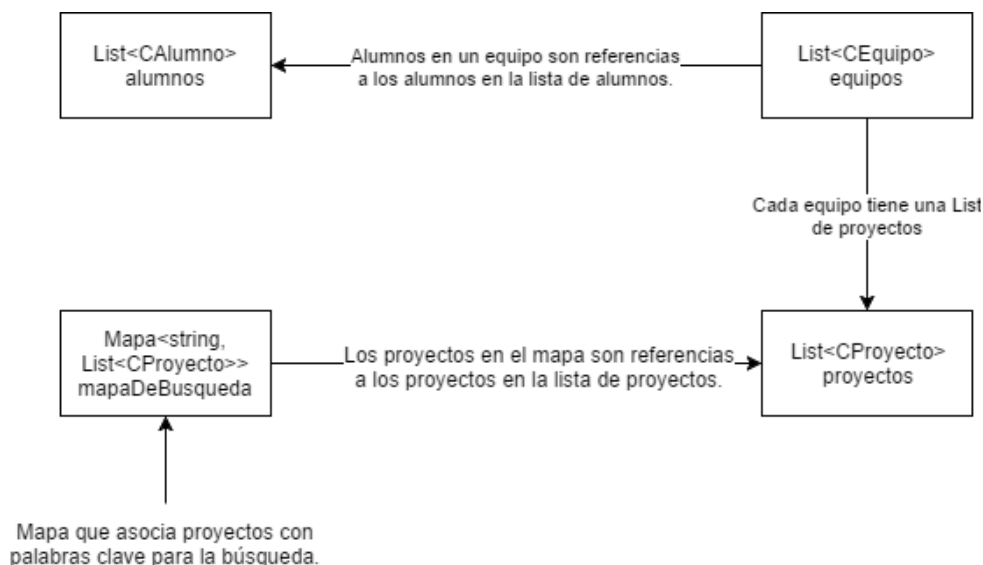 List<CAlumno>
alumnos
Alumnos en un equipo son referencias
a los alumnos en la lista de alumnos.
List<CEquipo>
equipos
Cada equipo tiene una List
de proyectos
Mapa<string,
List<CProyecto>>
mapaDeBusqueda
Los proyectos en el mapa son referencias
a los proyectos en la lista de proyectos.
List<CProyecto>
proyectos
Mapa que asocia proyectos con
palabras clave para la búsqueda.